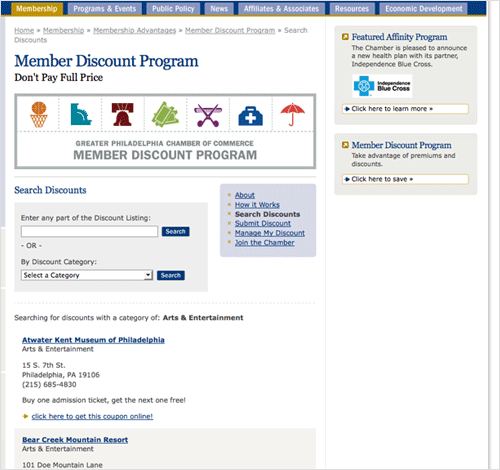 Membership
Programs & Events
Public Policy
News
Affiliates & Associates
Resources
Economic Development
Home » Membership » Membership Advantages » Member Discount Program » Search
Discounts
Member Discount Program
Don't Pay Full Price
GREATER PHILADELPHIA CHAMBER OF COMMERCE
MEMBER DISCOUNT PROGRAM
Search Discounts
Enter any part of the Discount Listing:
Search
- OR -
By Discount Category:
Select a Category
Search
About
How it Works
Search Discounts
Submit Discount
Manage My Discount
Join the Chamber
Searching for discounts with a category of: Arts & Entertainment
Atwater Kent Museum of Philadelphia
Arts & Entertainment
15 S. 7th St.
Philadelphia, PA 19106
(215) 685-4830
Buy one admission ticket, get the next one free!
click here to get this coupon online!
Bear Creek Mountain Resort
Arts & Entertainment
101 Doe Mountain Lane
Featured Affinity Program
The Chamber is pleased to announce
a new health plan with its partner,
Independence Blue Cross.
Independence
Blue Cross
Click here to learn more »
Member Discount Program
Take advantage of premiums and
discounts.
Click here to save »